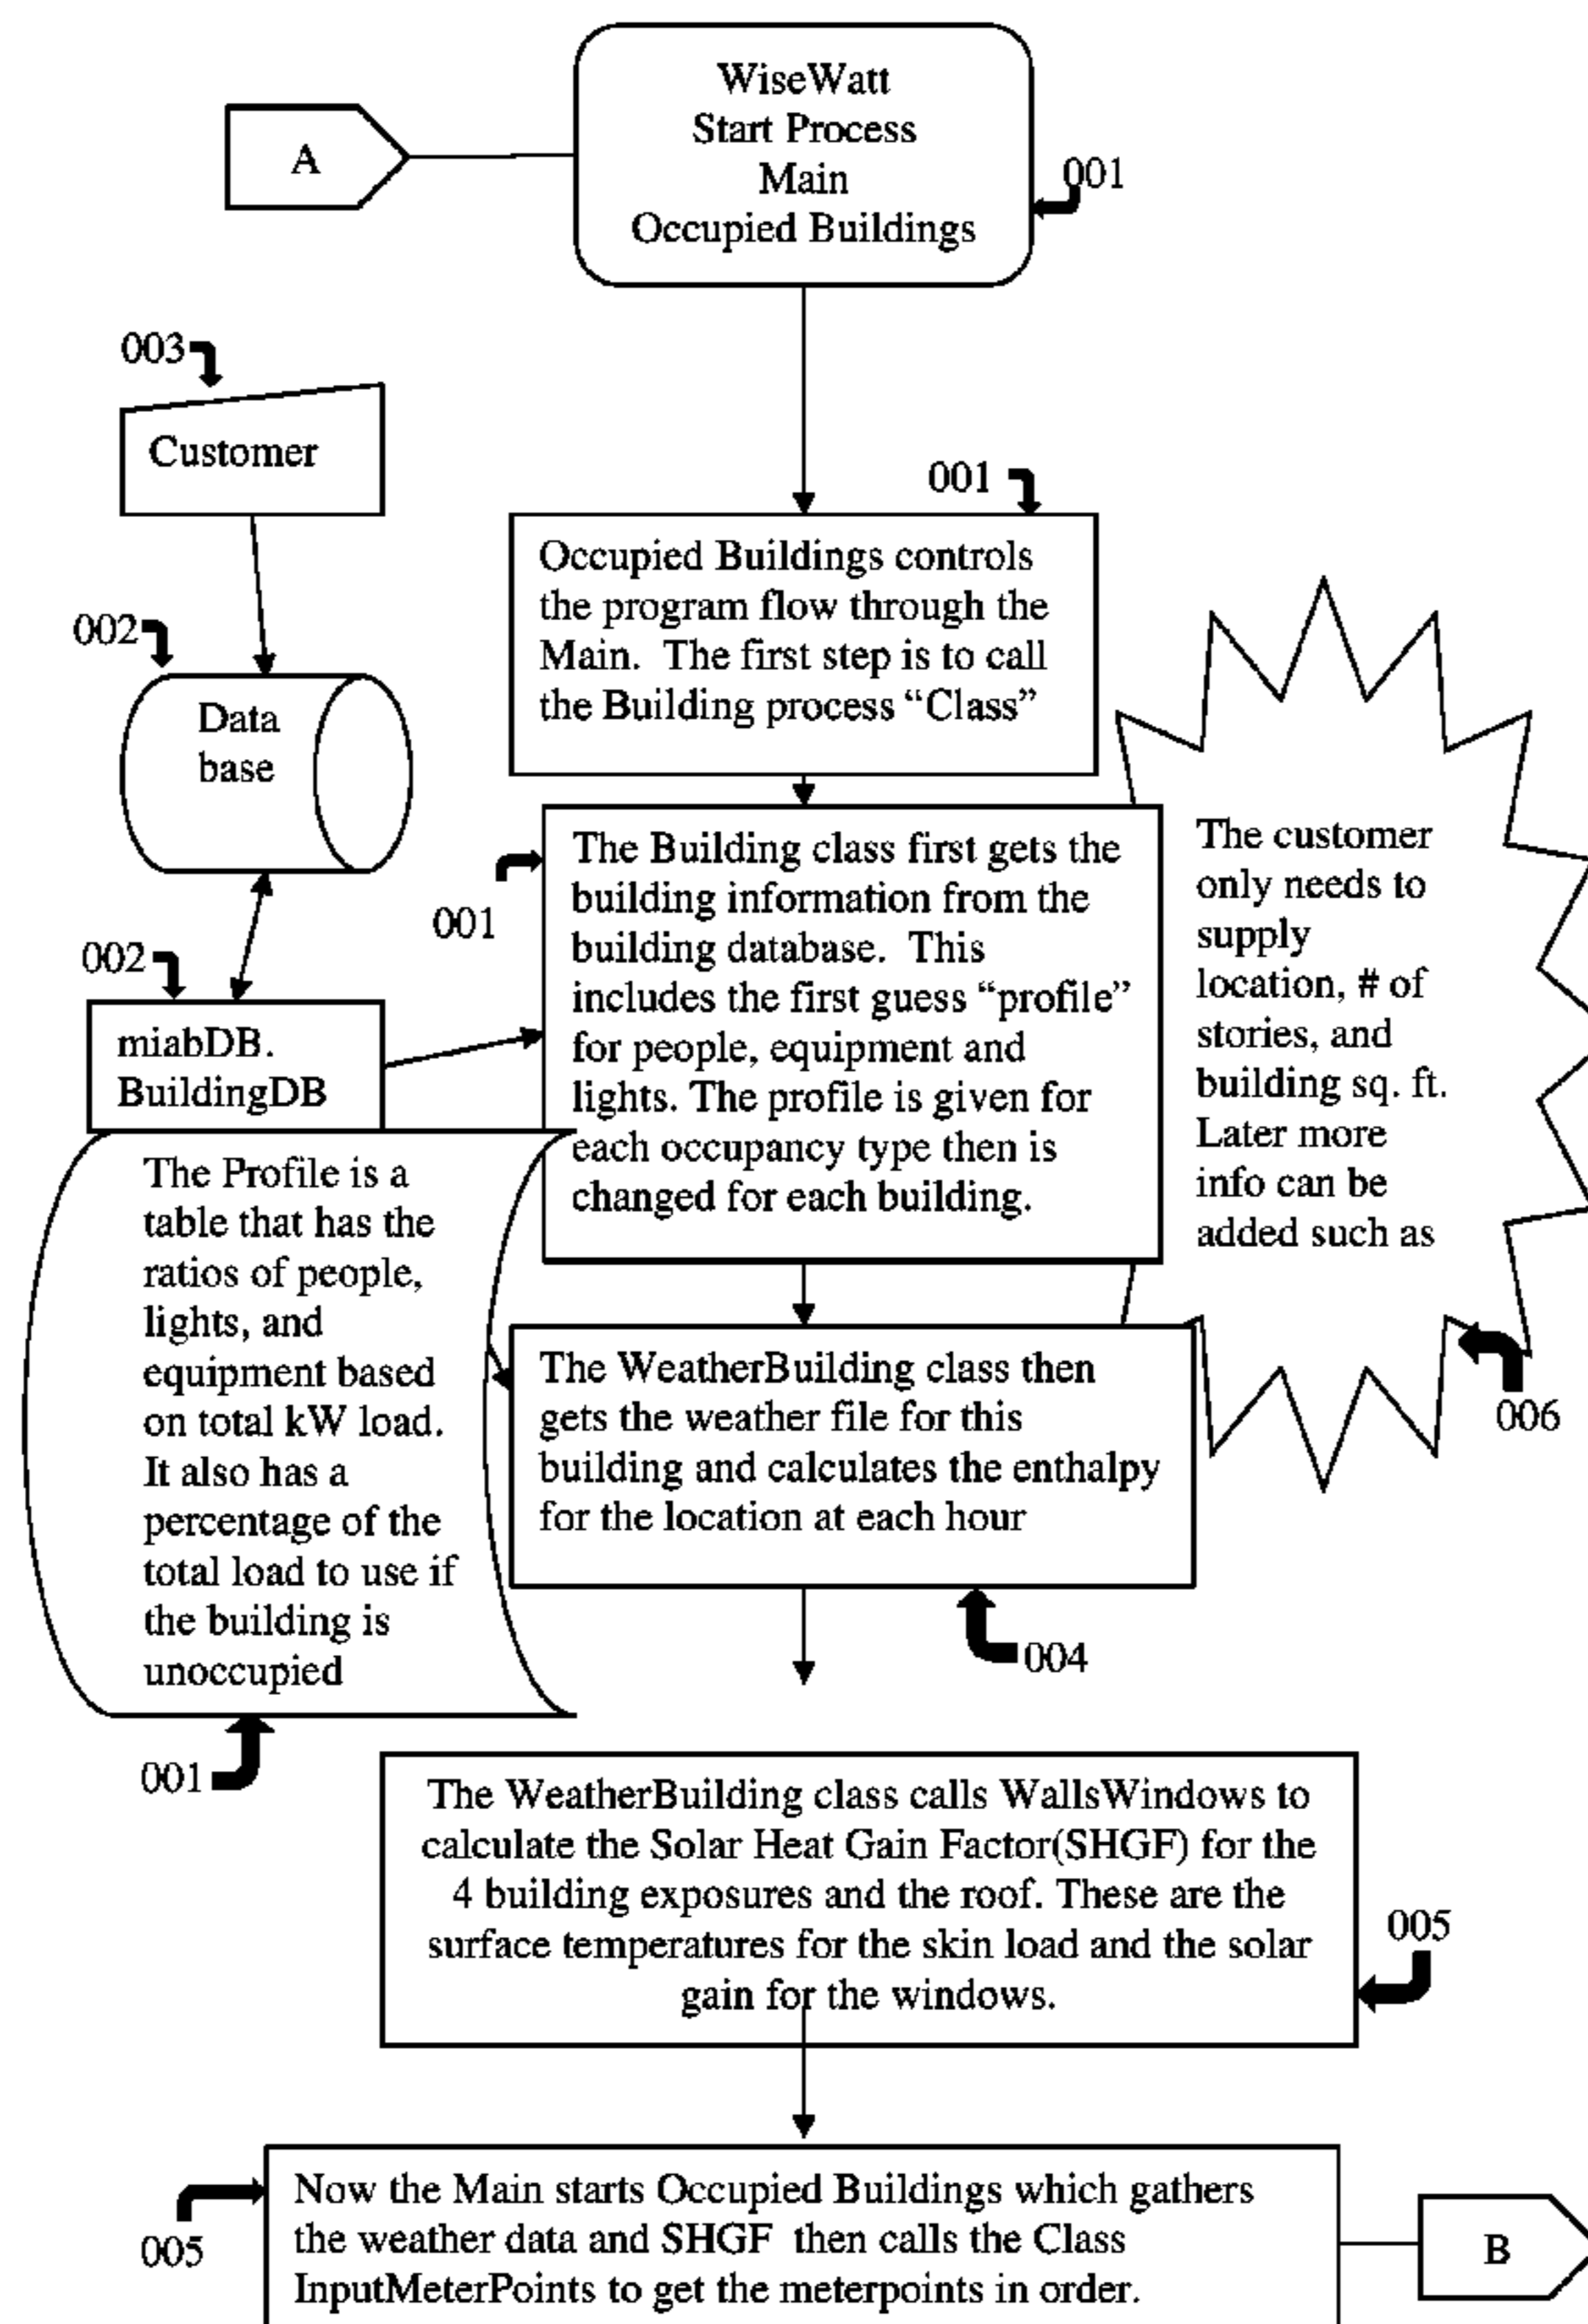 WiseWatt
Start Process
Main
Occupied Buildings
A
001
003
Customer
001
Occupied Buildings controls
the program flow through the
Main. The first step is to call
the Building process “Class”
002
Data
base
The Building class first gets the
building information from the
building database. This
includes the first guess “profile”
for people, equipment and
lights. The profile is given for
each occupancy type then is
changed for each building.
001
The customer
only needs to
supply
location, # of
stories, and
building sq. ft.
Later more
info can be
added such as
006
002
miabDB.
BuildingDB
The Profile is a
table that has the
ratios of people,
lights, and
equipment based
on total kW load.
It also has a
percentage of the
total load to use if
the building is
unoccupied
001
The WeatherBuilding class then
gets the weather file for this
building and calculates the enthalpy
for the location at each hour
004
The WeatherBuilding class calls WallsWindows to
calculate the Solar Heat Gain Factor(SHGF) for the
4 building exposures and the roof. These are the
surface temperatures for the skin load and the solar
gain for the windows.
005
005
Now the Main starts Occupied Buildings which gathers
the weather data and SHGF then calls the Class
InputMeterPoints to get the meterpoints in order.
B